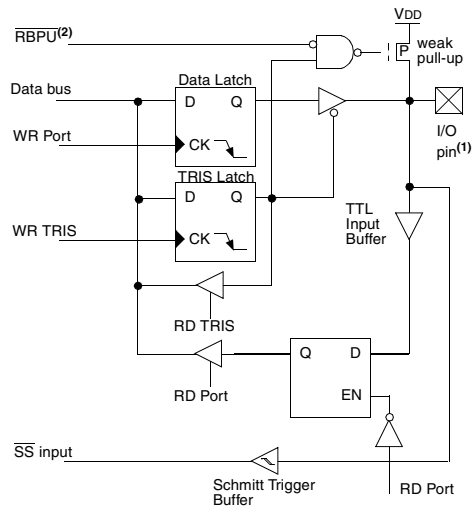 VDD
RBPU(2)
weak
pull-up
P
Data bus
Data Latch
D Q
I/O
pin(1)
WR Port
CK
TRIS Latch
D Q
TTL
Input
Buffer
WR TRIS
CK
RD TRIS
Q D
RD Port
EN
SS input
Schmitt Trigger
Buffer
RD Port